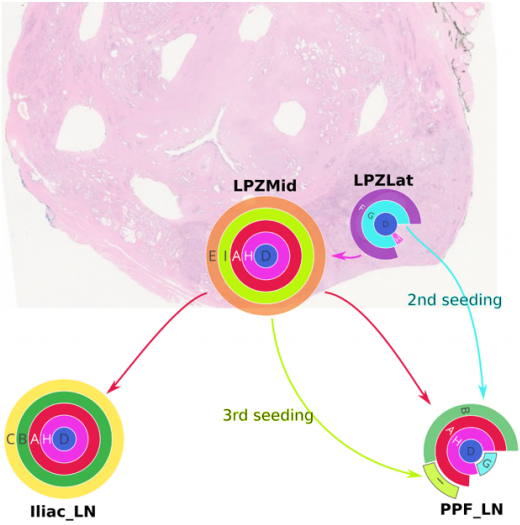 LPZMid
LPZLat
F
G
D
E I A H D
2nd seeding
3rd seeding
C B A H D
B
A
H
D
G
I
Iliac_LN
PPF_LN